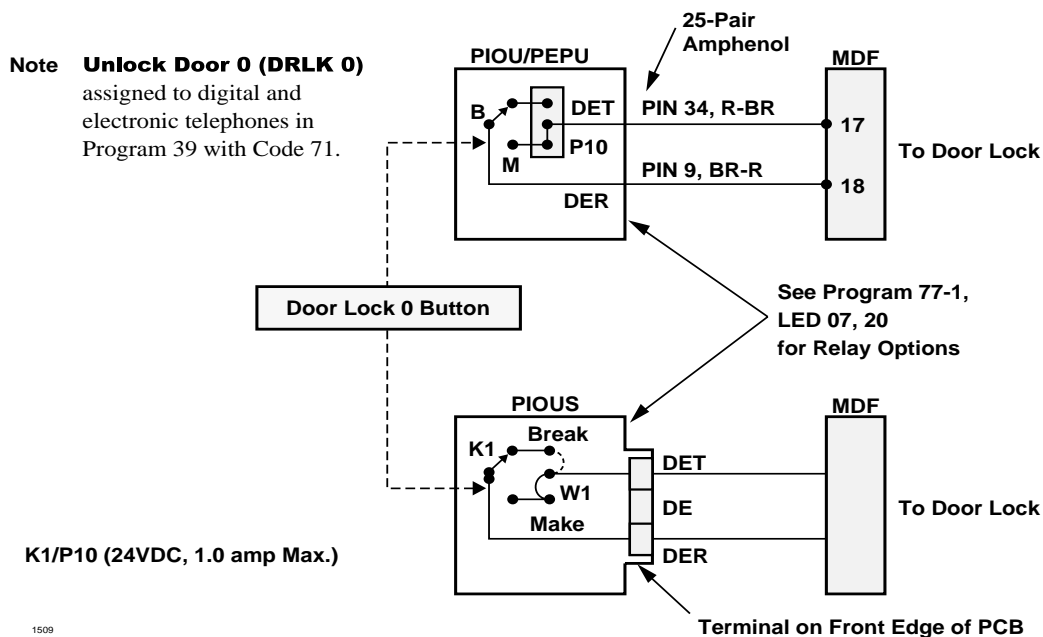 25-Pair
Amphenol
Note Unlock Door 0 (DRLK 0)
assigned to digital and
electronic telephones in
Program 39 with Code 71.
PIOU/PEPU
MDF
B
DET
PIN 34, R-BR
17
P10
M
To Door Lock
PIN 9, BR-R
18
DER
Door Lock 0 Button
See Program 77-1,
LED 07, 20
for Relay Options
PIOUS
MDF
Break
K1
DET
W1
DE
To Door Lock
Make
DER
K1/P10 (24VDC, 1.0 amp Max.)
Terminal on Front Edge of PCB
1509